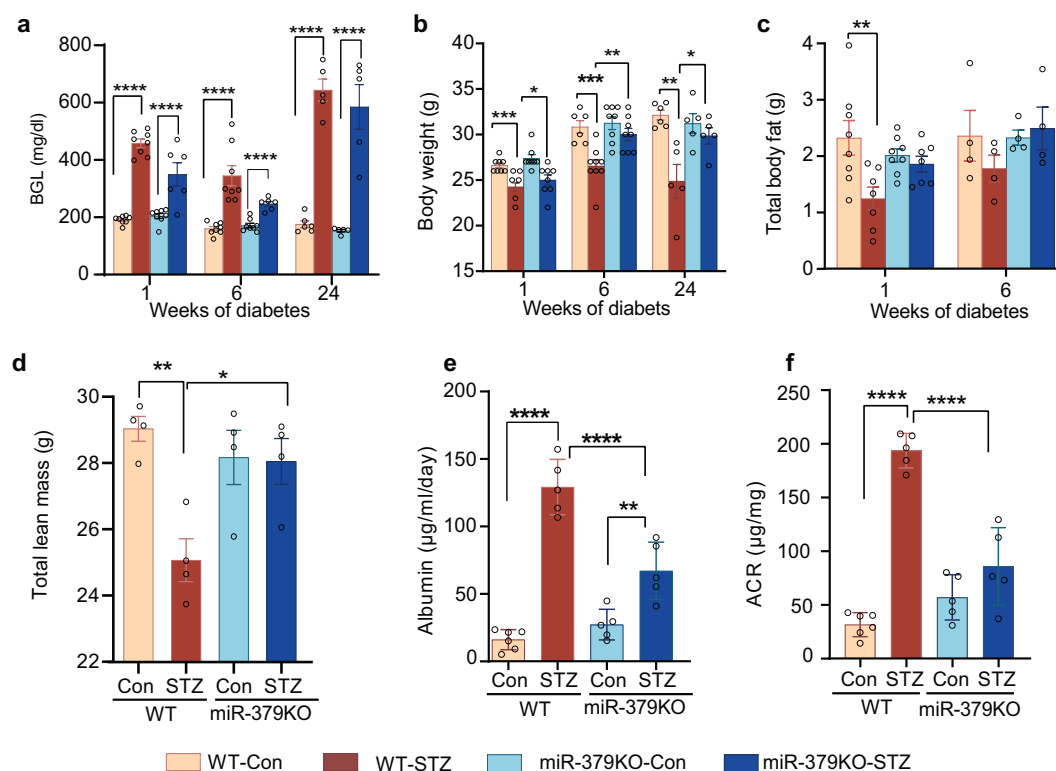 a
BGL (mg/dl)
800
600
400
200
0
****
****
****
****
****
****
1
6
24
Weeks of diabetes
b
Body weight (g)
40
35
30
25
20
15
***
*
***
**
**
*
1
6
24
Weeks of diabets
c
Total body fat (g)
5
4
3
2
1
0
**
1
6
Weeks of diabetes
d
Total lean mass (g)
30
28
26
24
22
**
*
Con STZ Con STZ
WT miR-379KO
e
Albumin (μg/ml/day)
200
150
100
50
0
****
****
**
Con STZ Con STZ
WT miR-379KO
f
ACR (μg/mg)
250
200
150
100
50
0
****
****
Con STZ Con STZ
WT miR-379KO
WT-Con WT-STZ miR-379KO-Con miR-379KO-STZ